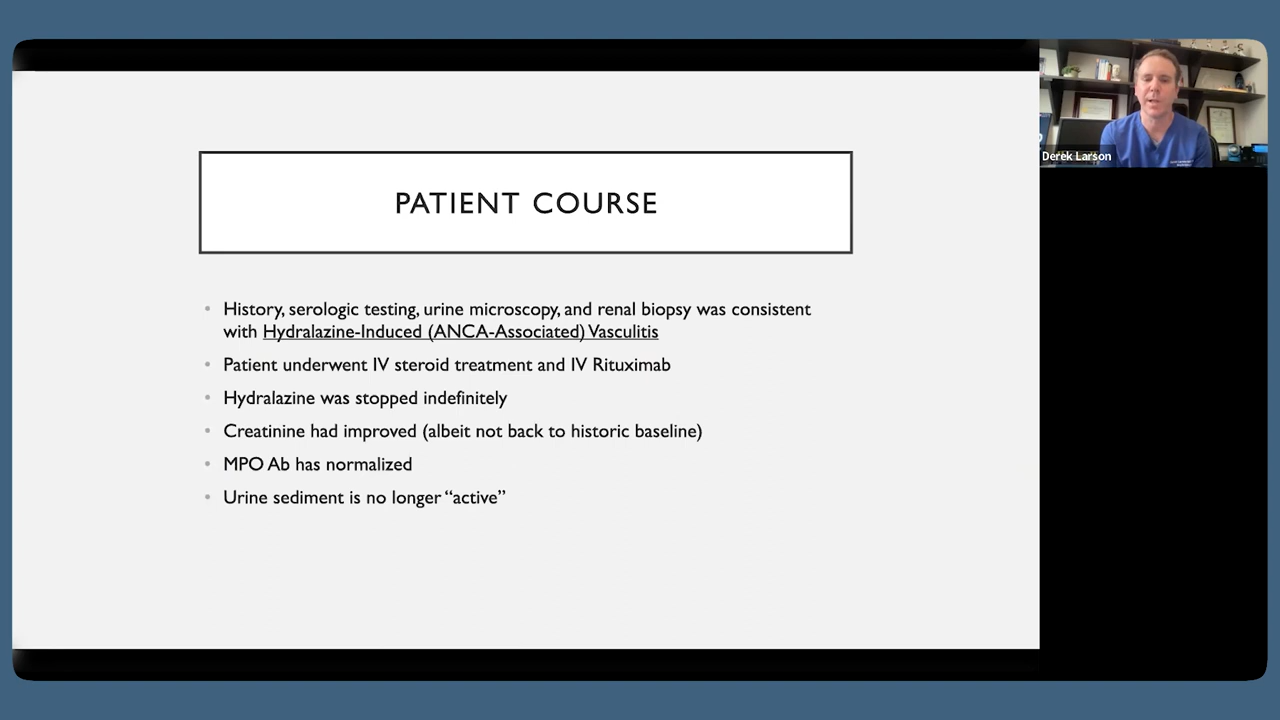 PATIENT COURSE
• History, serologic testing, urine microscopy, and renal biopsy was consistent
with Hydralazine-Induced (ANCA-Associated) Vasculitis
• Patient underwent IV steroid treatment and IV Rituximab
• Hydralazine was stopped indefinitely
• Creatinine had improved (albeit not back to historic baseline)
• MPO Ab has normalized
• Urine sediment is no longer “active”
Derek Larson